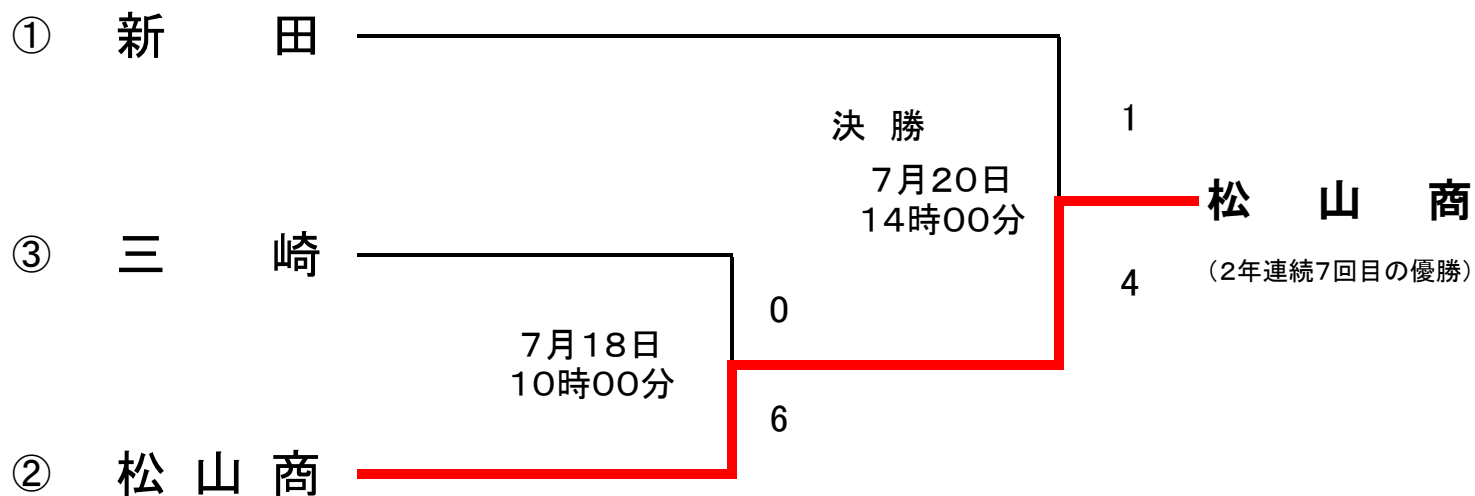 ① 新 田
決 勝
1
7月20日
14時00分
松 山 商
(2年連続7回目の優勝)
③ 三 崎
4
0
7月18日
10時00分
6
② 松 山 商